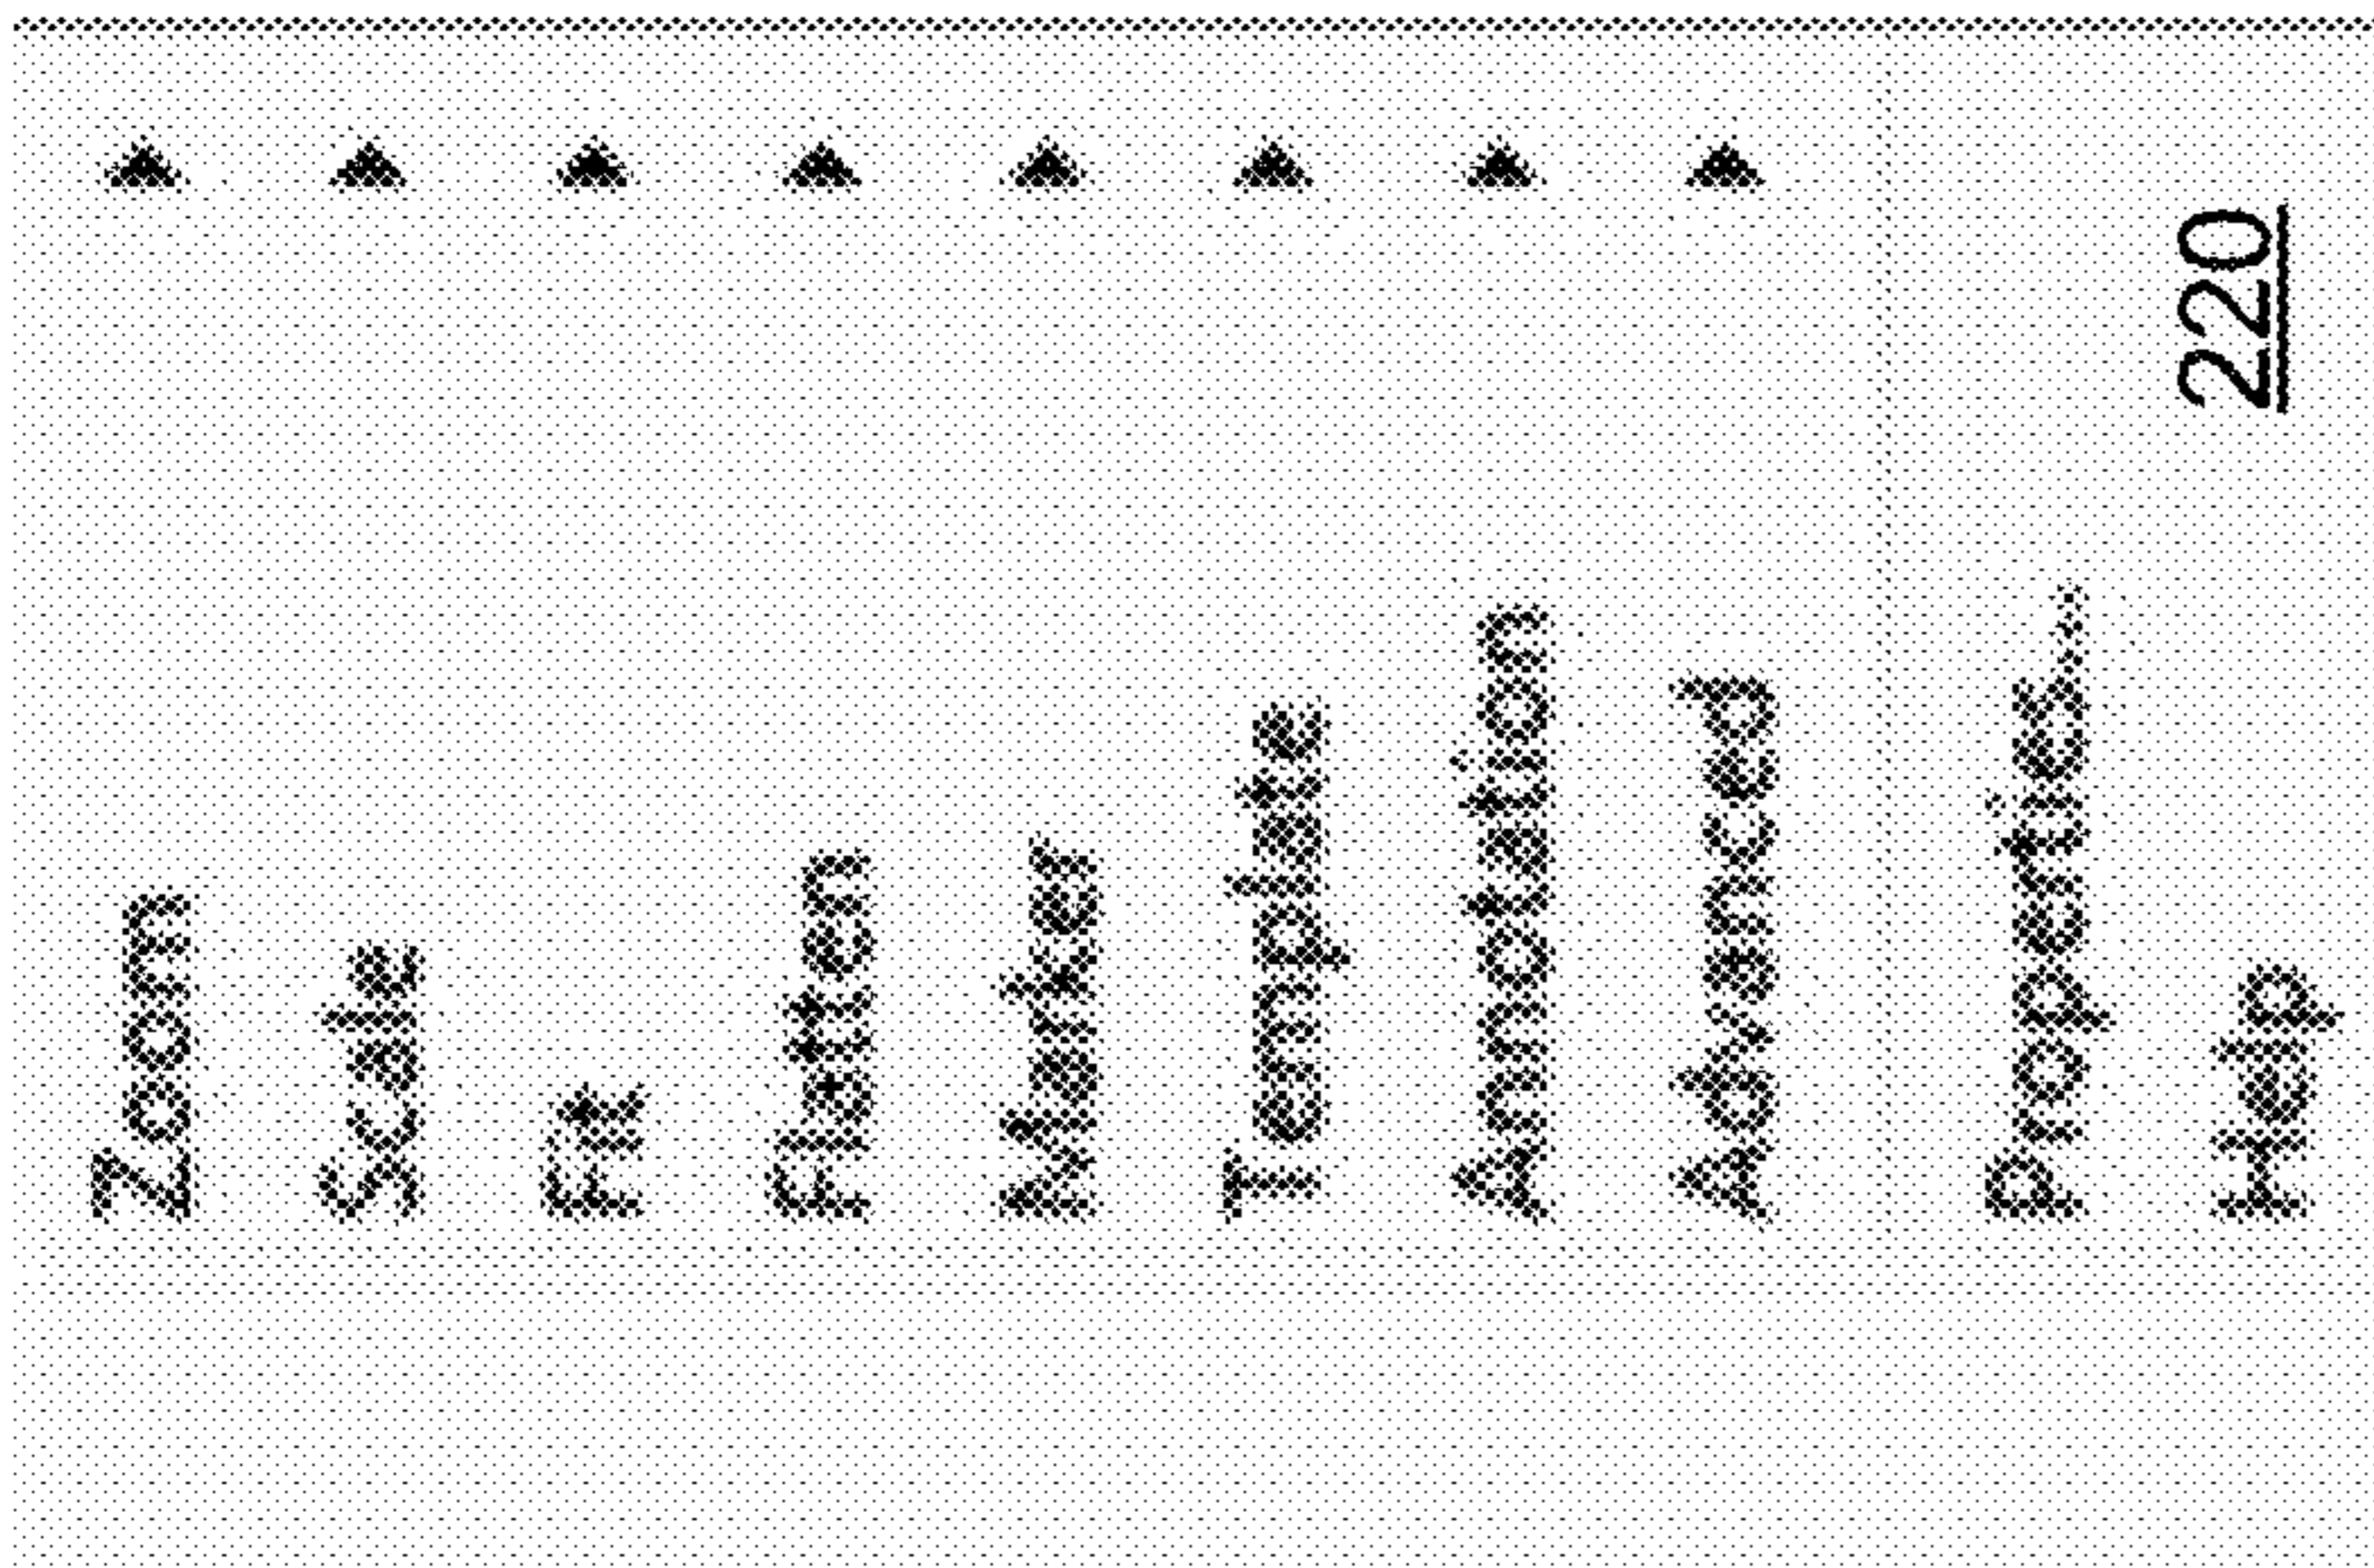 Zoom
Scale
Fit
Flatten
Marker
Template
Annotation
Advanced
Properties...
Help
220